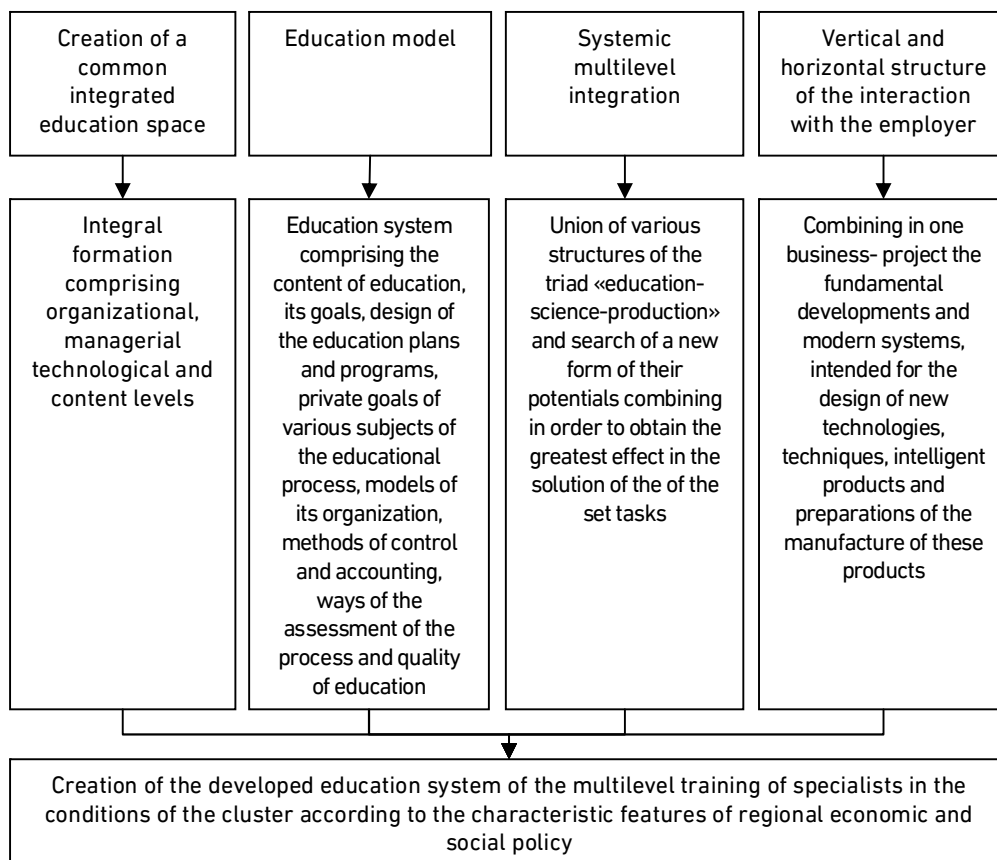 Creation of a
common
integrated
education space
Education model
Systemic
multilevel
integration
Vertical and
horizontal structure
of the interaction
with the employer
Integral
formation
comprising
organizational,
managerial
technological and
content levels
Education system
comprising the
content of education,
its goals, design of
the education plans
and programs,
private goals of
various subjects of
the educational
process, models of
its organization,
methods of control
and accounting,
ways of the
assessment of the
process and quality
of education
Union of various
structures of the
triad «education-
science-production»
and search of a new
form of their
potentials combining
in order to obtain the
greatest effect in the
solution of the of the
set tasks
Combining in one
business- project the
fundamental
developments and
modern systems,
intended for the
design of new
technologies,
techniques, intelligent
products and
preparations of the
manufacture of these
products
Creation of the developed education system of the multilevel training of specialists in the
conditions of the cluster according to the characteristic features of regional economic and
social policy